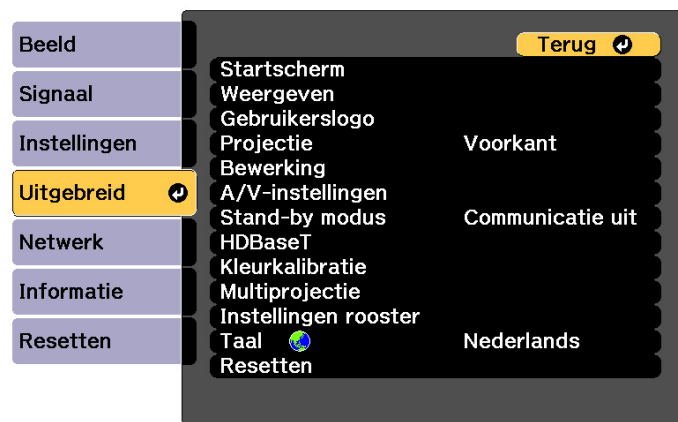 Beeld
Signaal
Instellingen
Uitgebreid
Netwerk
Informatie
Resetten
Terug
Startscherm
Weergeven
Gebruikerslogo
Projectie Voorkant
Bewerking
A/V-instellingen
Stand-by modus Communicatie uit
HDBaseT
Kleurkalibratie
Multiprojectie
Instellingen rooster
Taal Nederlands
Resetten